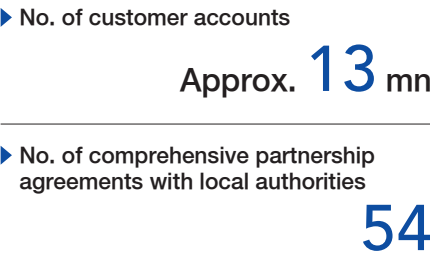 No. of customer accounts
Approx. 13 mn
No. of comprehensive partnership
agreements with local authorities
54